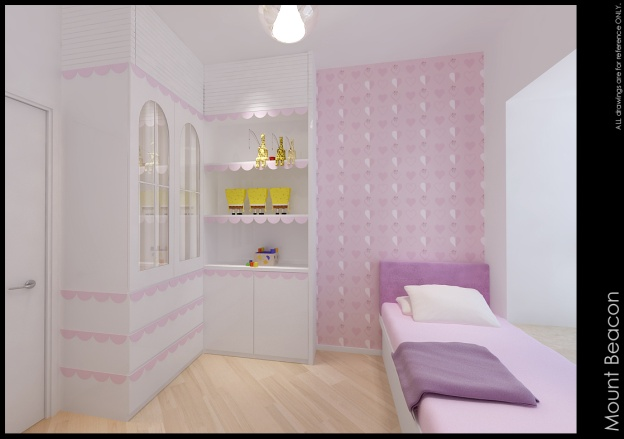 ALL drawings are for reference ONLY.
Mount Beacon